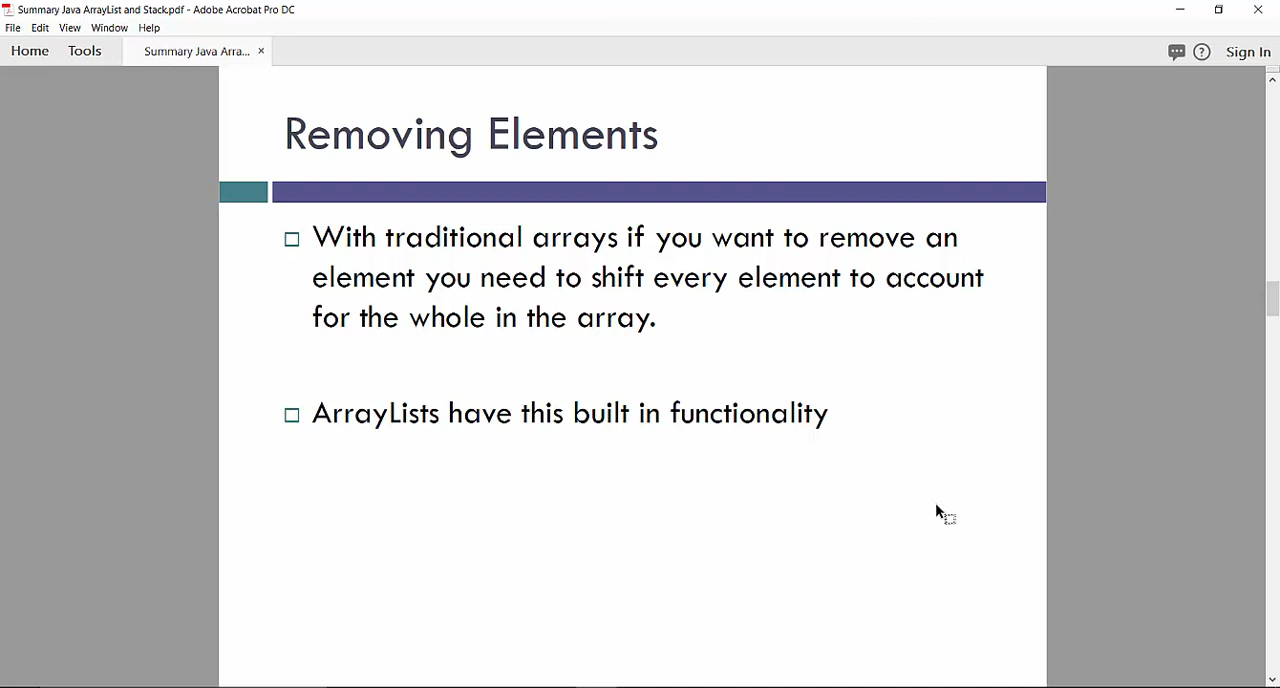 Summary Java ArrayList and Stack.pdf - Adobe Acrobat Pro DC
File Edit View Window Help
Home Tools Summary Java Arra... × Sign In
Removing Elements
With traditional arrays if you want to remove an
element you need to shift every element to account
for the whole in the array.
ArrayLists have this built in functionality